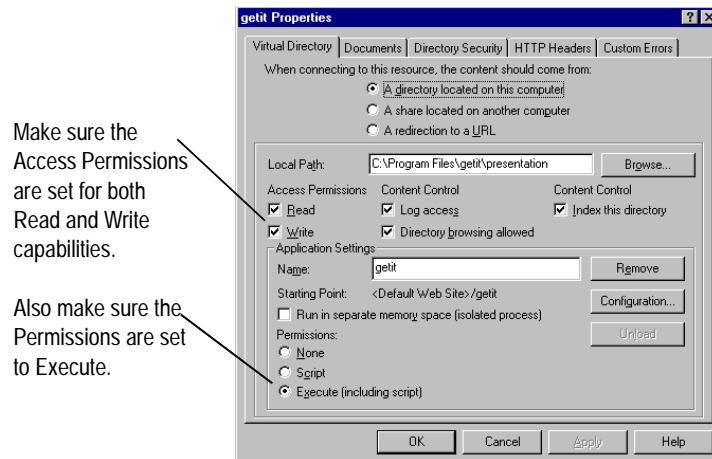 getit Properties
Virtual Directory Documents Directory Security HTTP Headers Custom Errors
When connecting to this resource, the content should come from:
A directory located on this computer
A share located on another computer
A redirection to a URL
Make sure the
Access Permissions
are set for both
Read and Write
capabilities.
Local Path: C:\Program Files\getit\presentation Browse...
Access Permissions Content Control Content Control
Read Log access Index this directory
Write Directory browsing allowed
Application Settings
Name: getit Remove
Starting Point: <Default Web Site>/getit Configuration...
Run in separate memory space (isolated process)
Permissions: Unload
None
Script
Execute (including script)
Also make sure the
Permissions are set
to Execute.
OK Cancel Apply Help